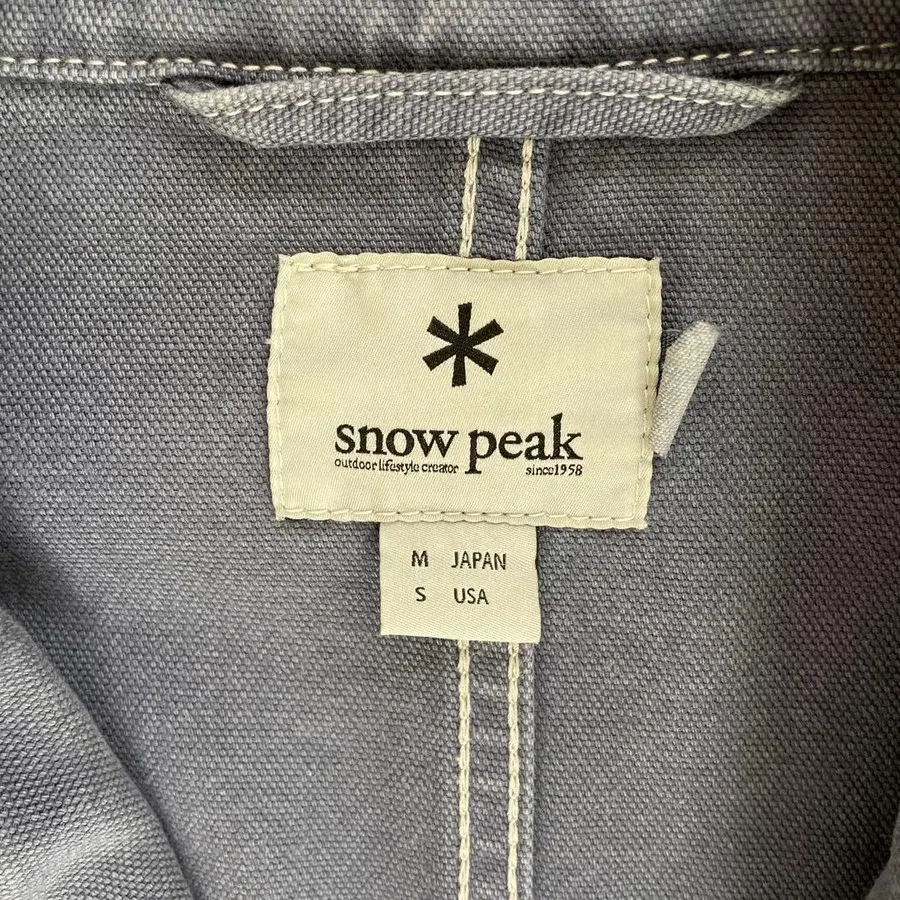 snow peak
outdoor lifestyle creator since1958
M JAPAN
S USA